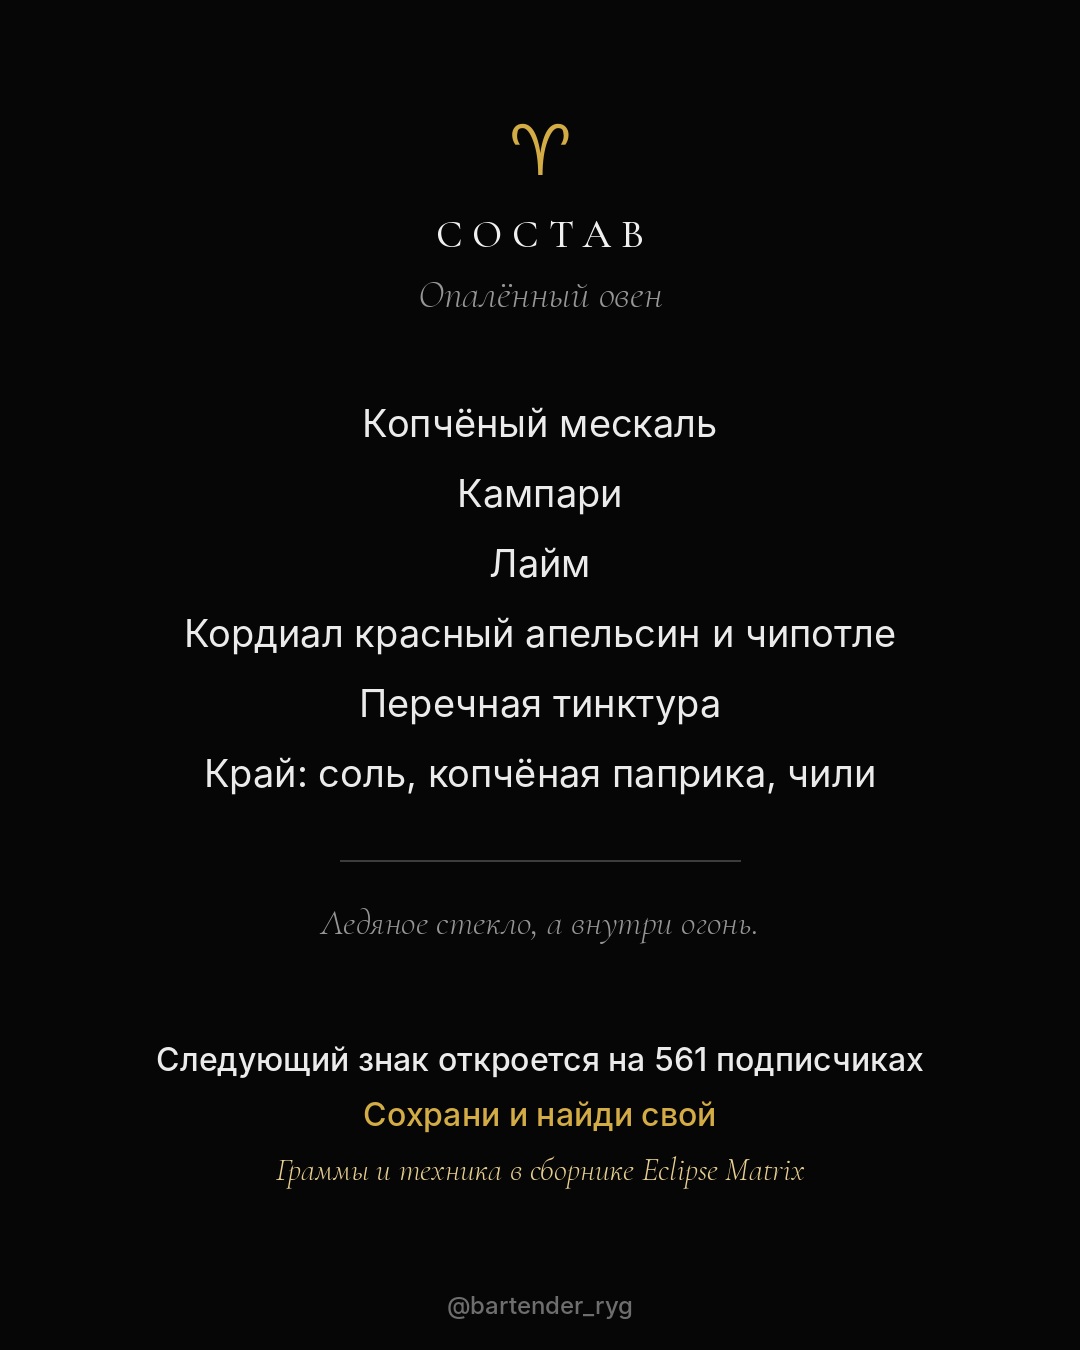 ♈
СОСТАВ
Опалённый овен
Копчёный мескаль
Кампари
Лайм
Кордиал красный апельсин и чипотле
Перечная тинктура
Край: соль, копчёная паприка, чили
Ледяное стекло, а внутри огонь.
Следующий знак откроется на 561 подписчиках
Сохрани и найди свой
Граммы и техника в сборнике Eclipse Matrix
@bartender_ryg